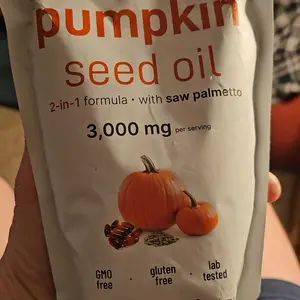 pumpkin
seed oil
2-in-1 formula • with saw palmetto
3,000 mg per serving
GMO free • gluten free • lab tested